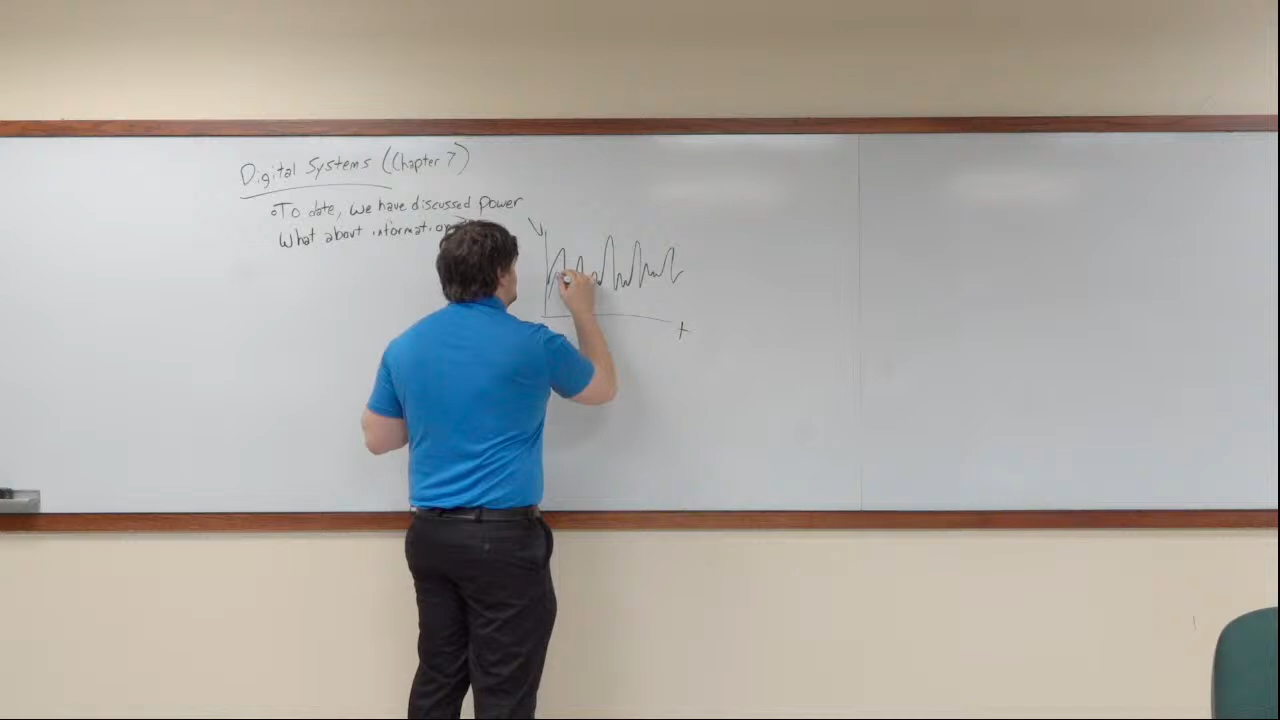 Digital Systems (Chapter 7)
∘To date, we have discussed power
What about information?
V
t